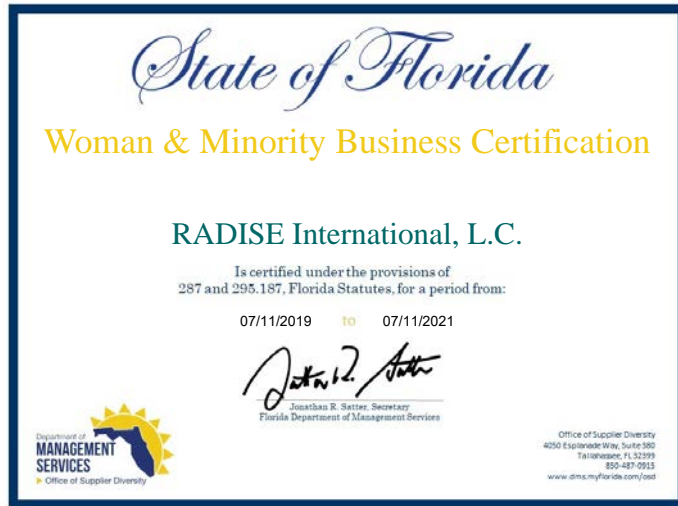 State of Florida
Woman & Minority Business Certification
RADISE International, L.C.
Is certified under the provisions of
287 and 295.187, Florida Statutes, for a period from:
07/11/2019 to 07/11/2021
Jonathan R. Satter, Secretary
Florida Department of Management Services
Department of
MANAGEMENT
SERVICES
Office of Supplier Diversity
Office of Supplier Diversity
4050 Esplanade Way, Suite 380
Tallahassee, FL 32399
850-487-0915
www.dms.myflorida.com/osd